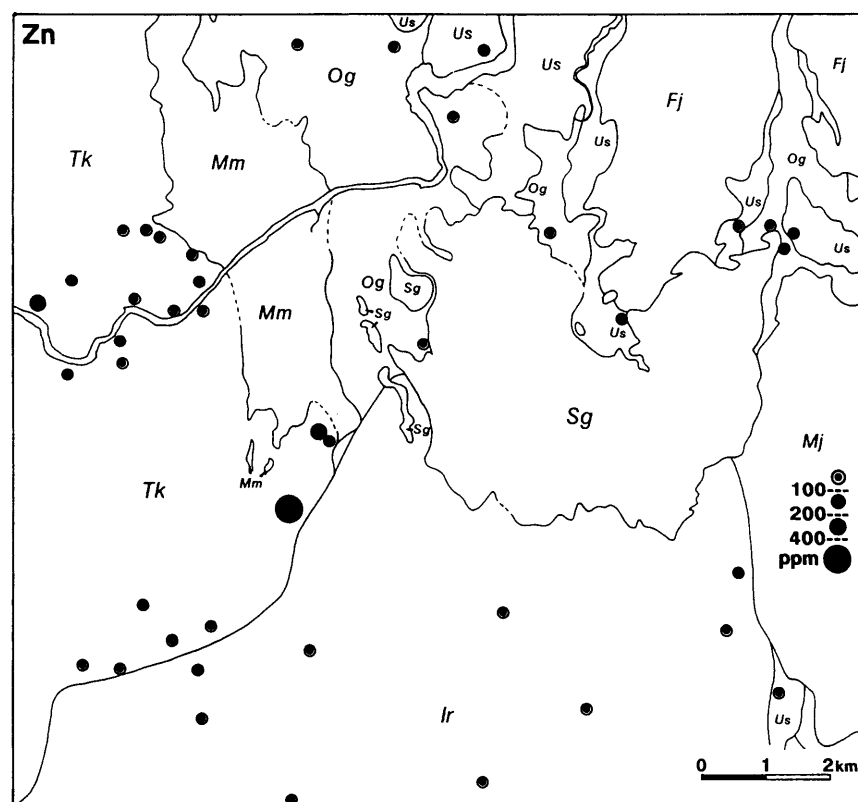 Zn
Us
Us
Og
Us
Fj
Fj
Tk
Mm
Us
Og
Og
Us
Us
Og
Sg
Mm
Sg
Us
Sg
Sg
Mj
Tk
Mm
100---
200---
400---
ppm
Ir
Us
0 1 2km